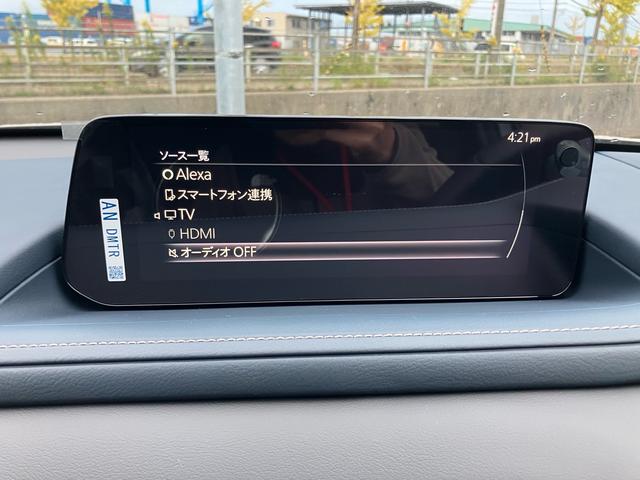 4:21 pm
ソース一覧
Alexa
スマートフォン連携
TV
HDMI
オーディオ OFF
AN DMTR